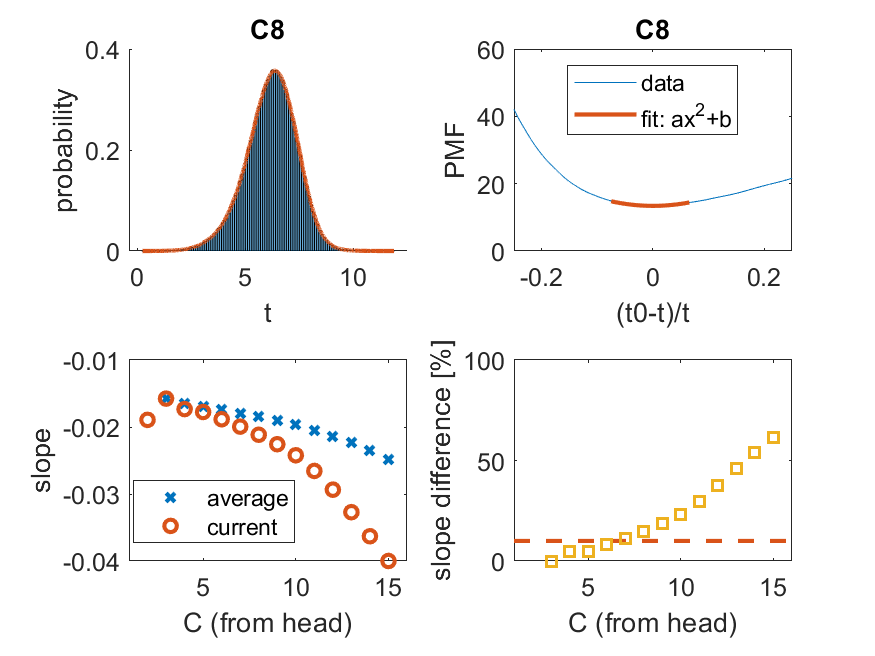 C8
probability
0.4
0.2
0
0
5
10
t
C8
PMF
60
40
20
0
-0.2
0
0.2
(t0-t)/t
data
fit: ax²+b
slope
-0.01
-0.02
-0.03
-0.04
5
10
15
C (from head)
average
current
slope difference [%]
100
50
0
5
10
15
C (from head)